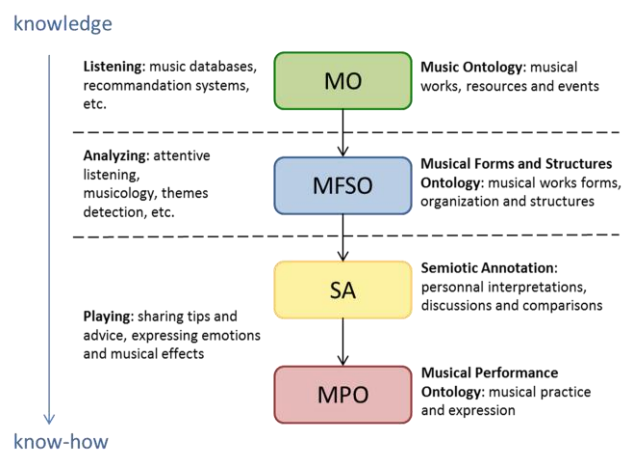 knowledge
Listening: music databases,
recommandation systems,
etc.
MO
Music Ontology: musical
works, resources and events
Analyzing: attentive
listening,
musicology, themes
detection, etc.
MFSO
Musical Forms and Structures
Ontology: musical works forms,
organization and structures
Playing: sharing tips and
advice, expressing emotions
and musical effects
SA
Semiotic Annotation:
personnal interpretations,
discussions and comparisons
MPO
Musical Performance
Ontology: musical practice
and expression
know-how